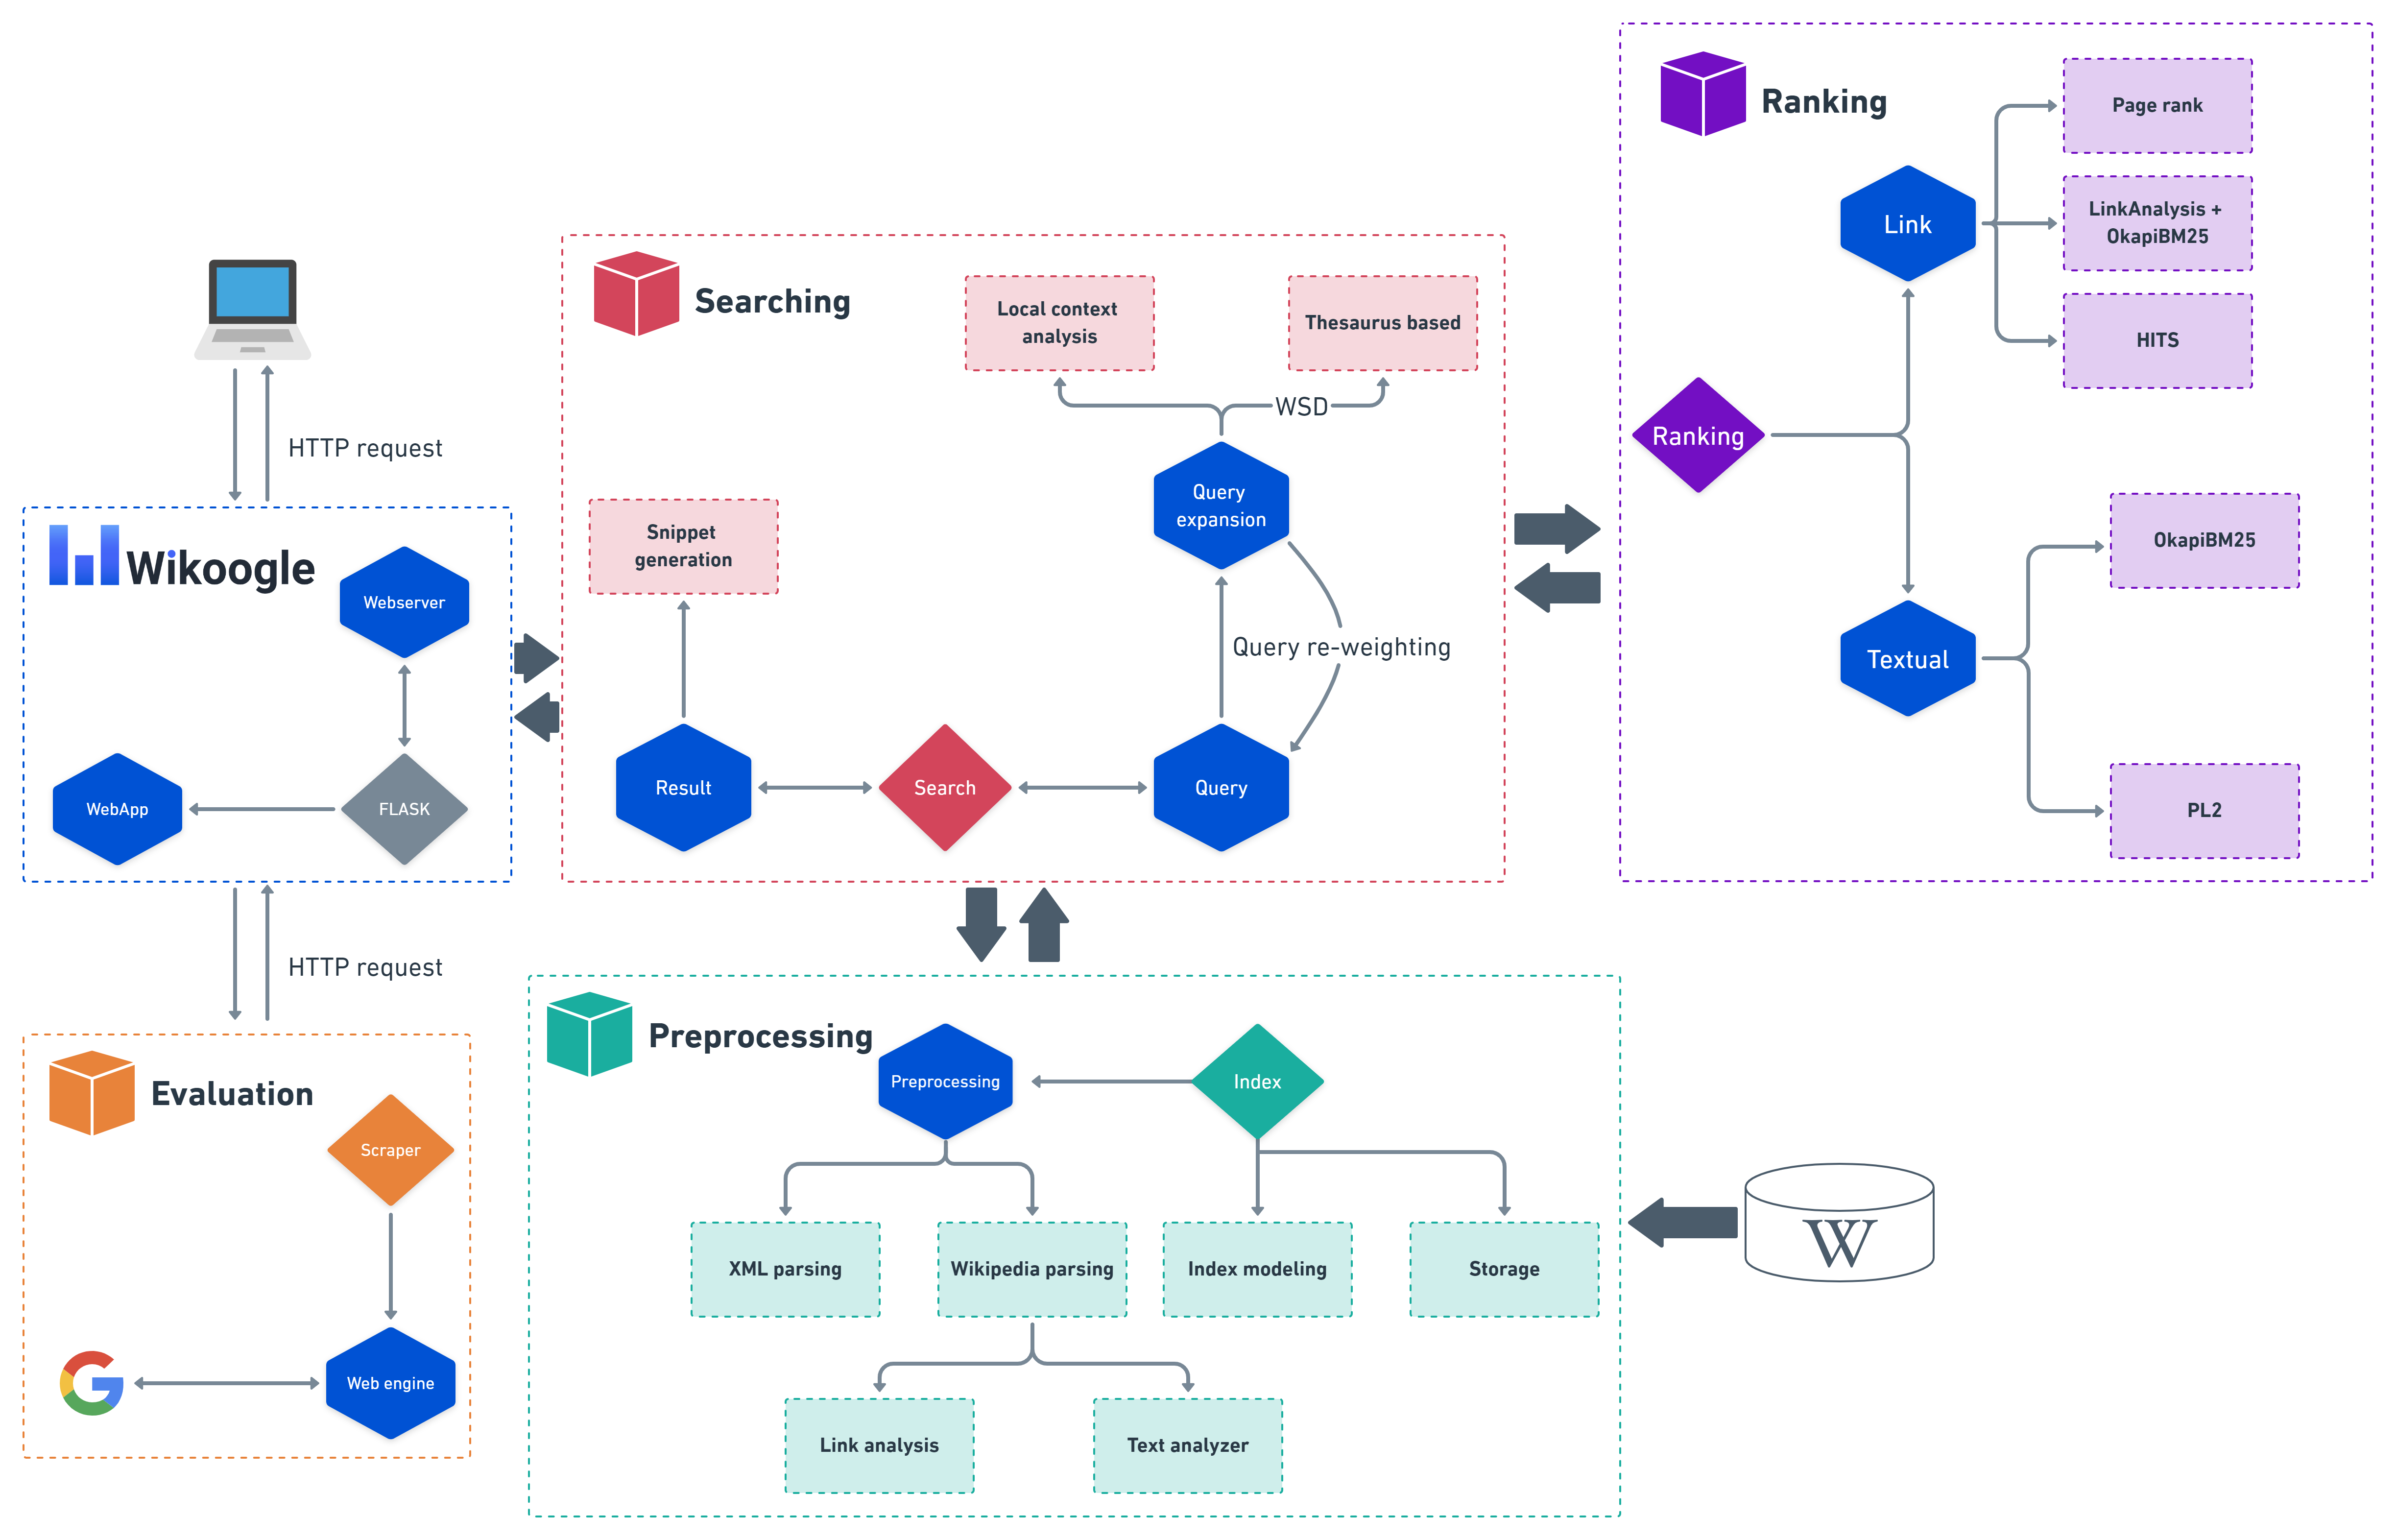 Ranking
Page rank
LinkAnalysis +
OkapiBM25
HITS
Link
Ranking
Textual
OkapiBM25
PL2
Searching
Local context
analysis
Thesaurus based
WSD
Query
expansion
Snippet
generation
Query re-weighting
Result
Search
Query
HTTP request
Wikoogle
Webserver
WebApp
FLASK
HTTP request
Evaluation
Scraper
G
Web engine
Preprocessing
Preprocessing
Index
XML parsing
Wikipedia parsing
Index modeling
Storage
Link analysis
Text analyzer
W